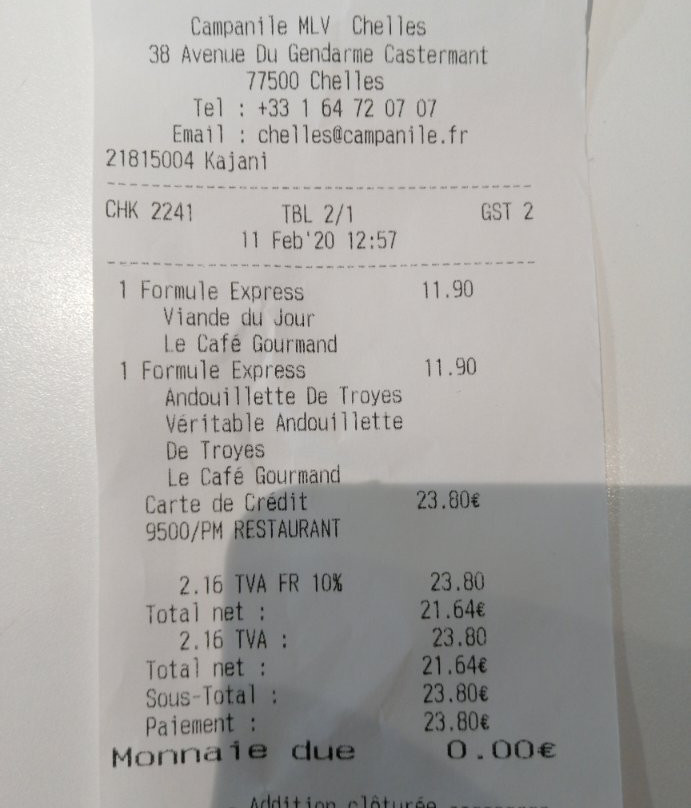 Campanile MLV Chelles
38 Avenue Du Gendarme Castermant
77500 Chelles
Tel : +33 1 64 72 07 07
Email : chelles@campanile.fr
21815004 Kajani
CHK 2241 TBL 2/1 GST 2
11 Feb'20 12:57
1 Formule Express 11.90
Viande du Jour
Le Café Gourmand
1 Formule Express 11.90
Andouillette De Troyes
Véritable Andouillette
De Troyes
Le Café Gourmand
Carte de Crédit 23.80€
9500/PM RESTAURANT
2.16 TVA FR 10% 23.80
Total net : 21.64€
2.16 TVA : 23.80
Total net : 21.64€
Sous-Total : 23.80€
Paiement : 23.80€
Monnaie due 0.00€
Addition clôturée